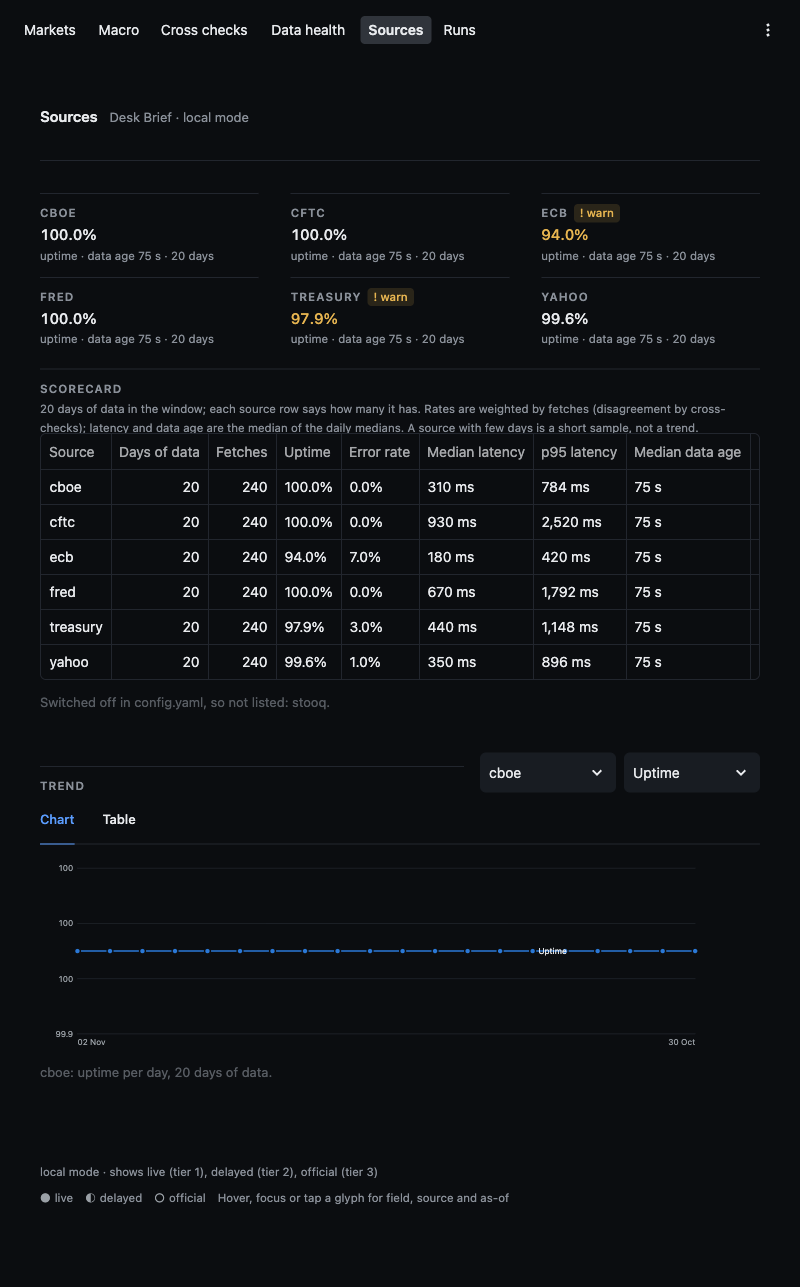 Markets Macro Cross checks Data health Sources Runs
Sources Desk Brief · local mode
CBOE CFTC ECB ! warn
100.0% 100.0% 94.0%
uptime · data age 75 s · 20 days uptime · data age 75 s · 20 days uptime · data age 75 s · 20 days
FRED TREASURY ! warn YAHOO
100.0% 97.9% 99.6%
uptime · data age 75 s · 20 days uptime · data age 75 s · 20 days uptime · data age 75 s · 20 days
SCORECARD
20 days of data in the window; each source row says how many it has. Rates are weighted by fetches (disagreement by cross-
checks); latency and data age are the median of the daily medians. A source with few days is a short sample, not a trend.
Source Days of data Fetches Uptime Error rate Median latency p95 latency Median data age
cboe 20 240 100.0% 0.0% 310 ms 784 ms 75 s
cftc 20 240 100.0% 0.0% 930 ms 2,520 ms 75 s
ecb 20 240 94.0% 7.0% 180 ms 420 ms 75 s
fred 20 240 100.0% 0.0% 670 ms 1,792 ms 75 s
treasury 20 240 97.9% 3.0% 440 ms 1,148 ms 75 s
yahoo 20 240 99.6% 1.0% 350 ms 896 ms 75 s
Switched off in config.yaml, so not listed: stooq.
TREND cboe Uptime
Chart Table
100
100
Uptime
100
99.9
02 Nov 30 Oct
cboe: uptime per day, 20 days of data.
local mode · shows live (tier 1), delayed (tier 2), official (tier 3)
live delayed official Hover, focus or tap a glyph for field, source and as-of